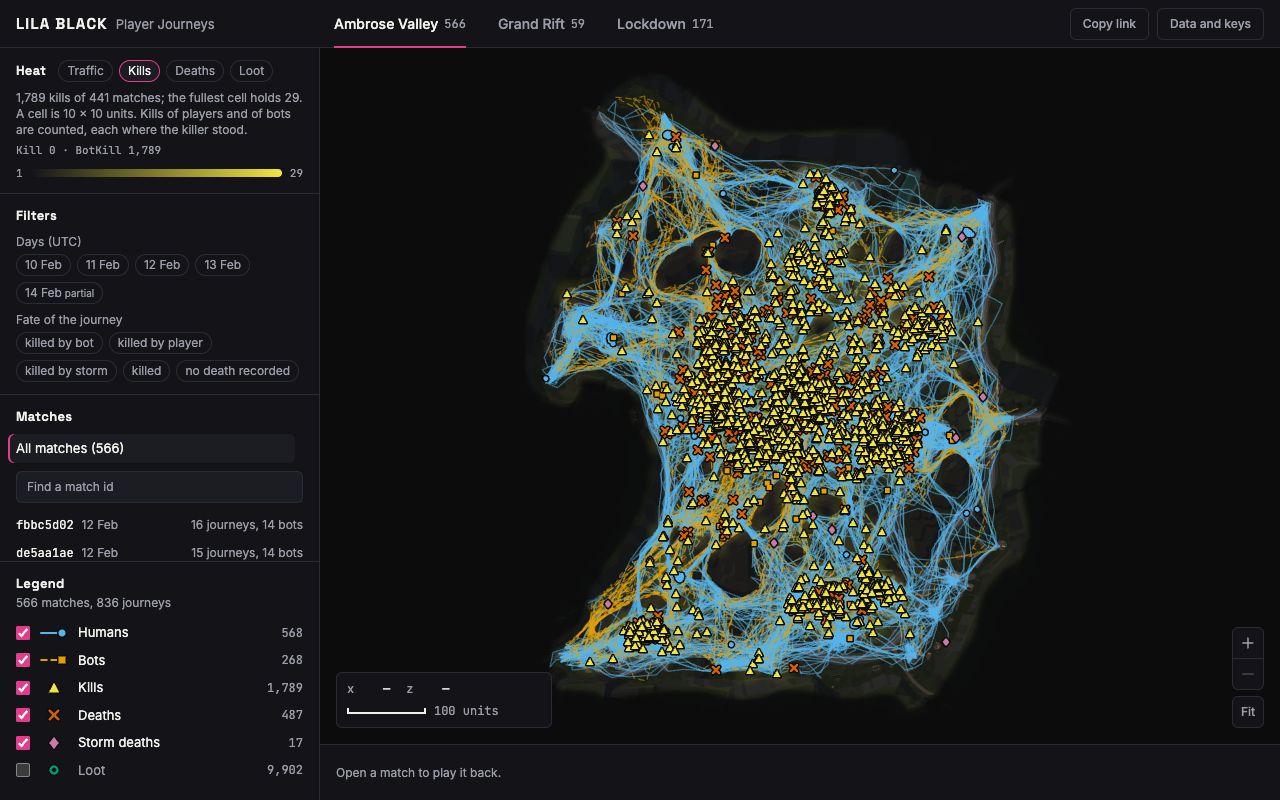 LILA BLACK Player Journeys
Ambrose Valley 566 Grand Rift 59 Lockdown 171
Copy link Data and keys
Heat Traffic Kills Deaths Loot
1,789 kills of 441 matches; the fullest cell holds 29.
A cell is 10 × 10 units. Kills of players and of bots
are counted, each where the killer stood.
Kill 0 · BotKill 1,789
1 29
Filters
Days (UTC)
10 Feb 11 Feb 12 Feb 13 Feb
14 Feb partial
Fate of the journey
killed by bot killed by player
killed by storm killed no death recorded
Matches
All matches (566)
Find a match id
fbbc5d02 12 Feb 16 journeys, 14 bots
de5aa1ae 12 Feb 15 journeys, 14 bots
Legend
566 matches, 836 journeys
Humans 568
Bots 268
Kills 1,789
Deaths 487
Storm deaths 17
Loot 9,902
x – z –
100 units
+
−
Fit
Open a match to play it back.